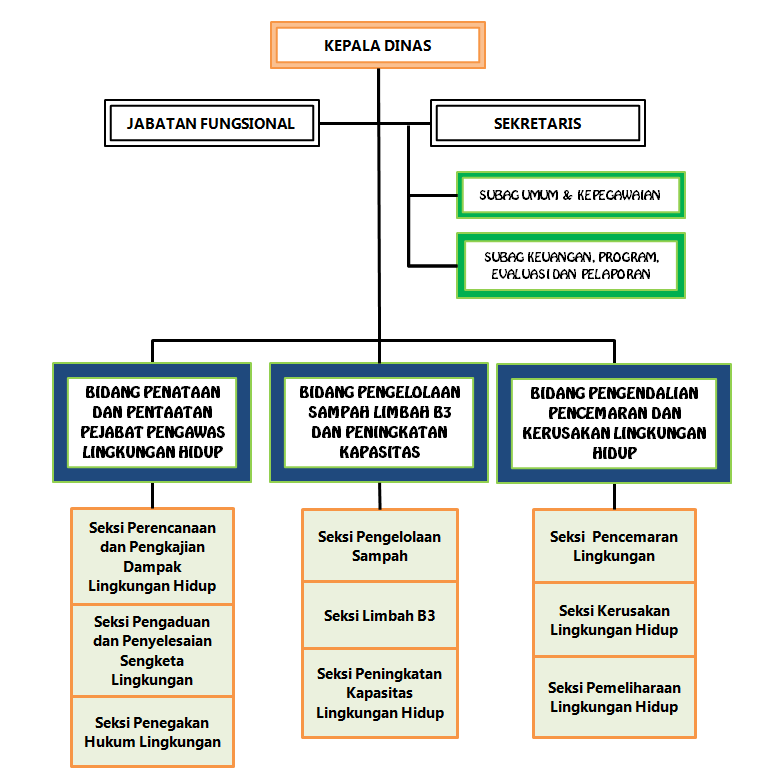 KEPALA DINAS
JABATAN FUNGSIONAL
SEKRETARIS
SUBAG UMUM & KEPEGAWAIAN
SUBAG KEUANGAN, PROGRAM,
EVALUASI DAN PELAPORAN
BIDANG PENATAAN
DAN PENTAATAN
PEJABAT PENGAWAS
LINGKUNGAN HIDUP
BIDANG PENGELOLAAN
SAMPAH LIMBAH B3
DAN PENINGKATAN
KAPASITAS
BIDANG PENGENDALIAN
PENCEMARAN DAN
KERUSAKAN LINGKUNGAN
HIDUP
Seksi Perencanaan
dan Pengkajian
Dampak
Lingkungan Hidup
Seksi Pengaduan
dan Penyelesaian
Sengketa
Lingkungan
Seksi Penegakan
Hukum Lingkungan
Seksi Pengelolaan
Sampah
Seksi Limbah B3
Seksi Peningkatan
Kapasitas
Lingkungan Hidup
Seksi Pencemaran
Lingkungan
Seksi Kerusakan
Lingkungan Hidup
Seksi Pemeliharaan
Lingkungan Hidup